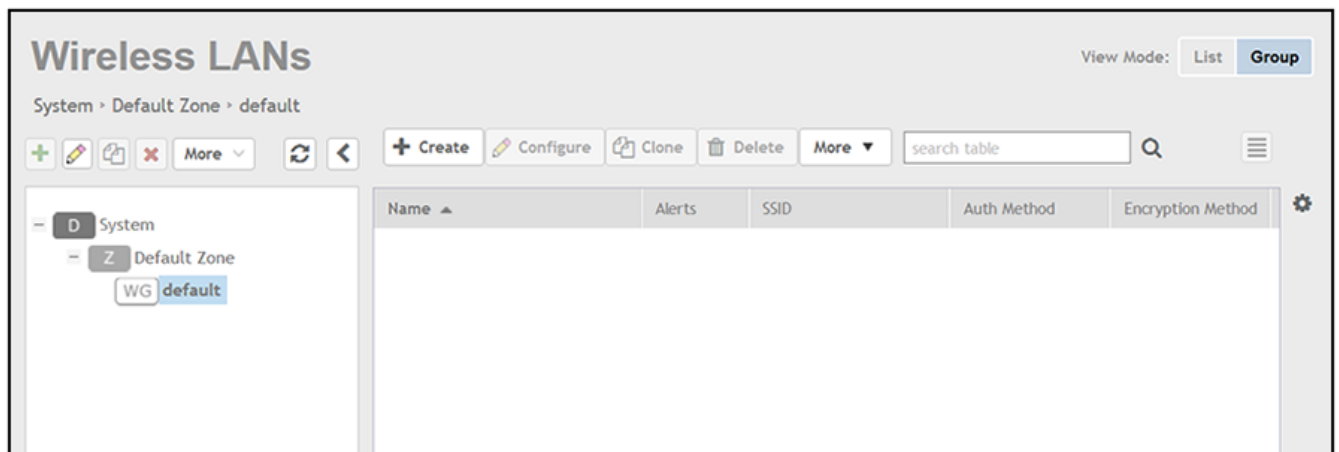 Wireless LANs
View Mode: List Group
System > Default Zone > default
More
Create Configure Clone Delete More ▼ search table
Name ▲ Alerts SSID Auth Method Encryption Method
D System
Z Default Zone
WG default